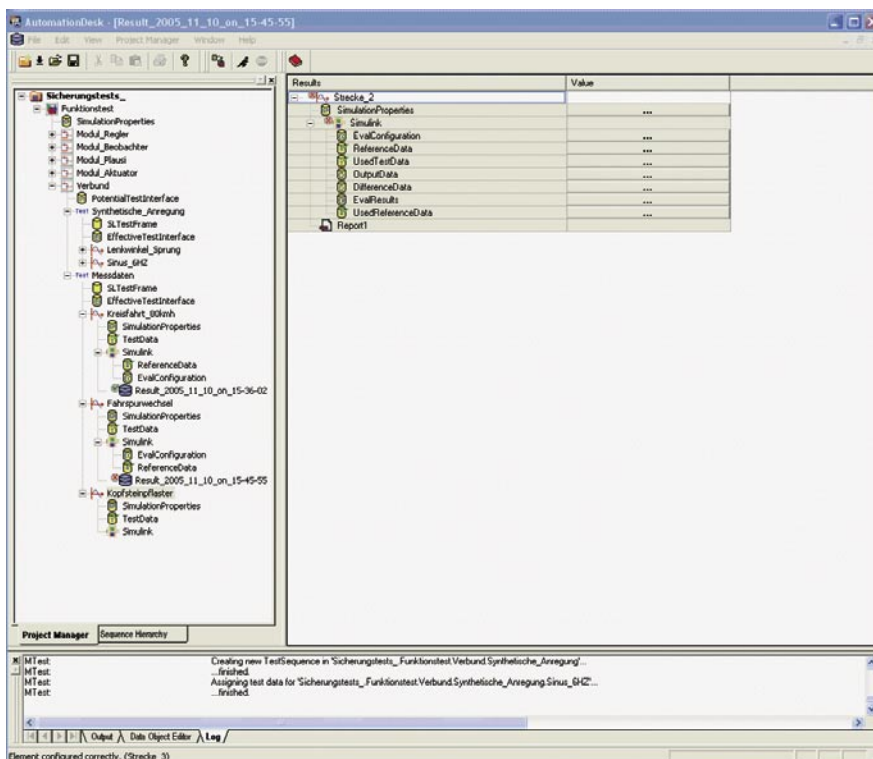 AutomationDesk - [Result_2005_11_10_on_15-45-55]
File Edit View Project Manager Window Help
Sicherungstests_
Funktionstest
SimulationProperties
Modul_Regler
Modul_Beobachter
Modul_Plausi
Modul_Aktuator
Verbund
PotentialTestInterface
Test Synthetische_Anregung
SLTestFrame
EffectiveTestInterface
Lenkwinkel_Sprung
Sinus_6HZ
Test Messdaten
SLTestFrame
EffectiveTestInterface
Kreisfahrt_80kmh
SimulationProperties
TestData
Simulink
ReferenceData
EvalConfiguration
Result_2005_11_10_on_15-36-02
Fahrspurwechsel
SimulationProperties
TestData
Simulink
EvalConfiguration
ReferenceData
Result_2005_11_10_on_15-45-55
Kopfsteinpflaster
SimulationProperties
TestData
Simulink
Project Manager Sequence Hierarchy
Results Value
Strecke_2
SimulationProperties ...
Simulink
EvalConfiguration ...
ReferenceData ...
UsedTestData ...
OutputData ...
DifferenceData ...
EvalResults ...
UsedReferenceData ...
Report1
MTest: Creating new TestSequence in 'Sicherungstests_.Funktionstest.Verbund.Synthetische_Anregung'...
MTest: ...finished.
MTest: Assigning test data for 'Sicherungstests_.Funktionstest.Verbund.Synthetische_Anregung.Sinus_6HZ'...
MTest: ...finished.
Output Data Object Editor Log
Element configured correctly. (Strecke_3)